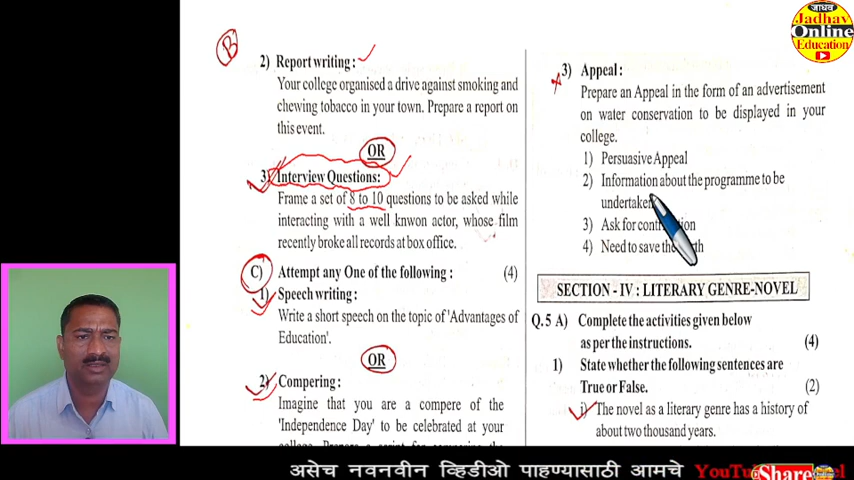 B
2) Report writing :
Your college organised a drive against smoking and
chewing tobacco in your town. Prepare a report on
this event.
OR
3) Interview Questions:
Frame a set of 8 to 10 questions to be asked while
interacting with a well knwon actor, whose film
recently broke all records at box office.
C) Attempt any One of the following : (4)
1) Speech writing:
Write a short speech on the topic of 'Advantages of
Education'.
OR
2) Compering :
Imagine that you are a compere of the
'Independence Day' to be celebrated at your
3) Appeal :
Prepare an Appeal in the form of an advertisement
on water conservation to be displayed in your
college.
1) Persuasive Appeal
2) Information about the programme to be
undertaken
3) Ask for
4) Need to save the
SECTION - IV : LITERARY GENRE-NOVEL
Q.5 A) Complete the activities given below
as per the instructions. (4)
1) State whether the following sentences are
True or False. (2)
i) The novel as a literary genre has a history of
about two thousand years.
जाधव
Jadhav
Online
Education
असेच नवनवीन व्हिडीओ पाहण्यासाठी आमचे YouTu
Share